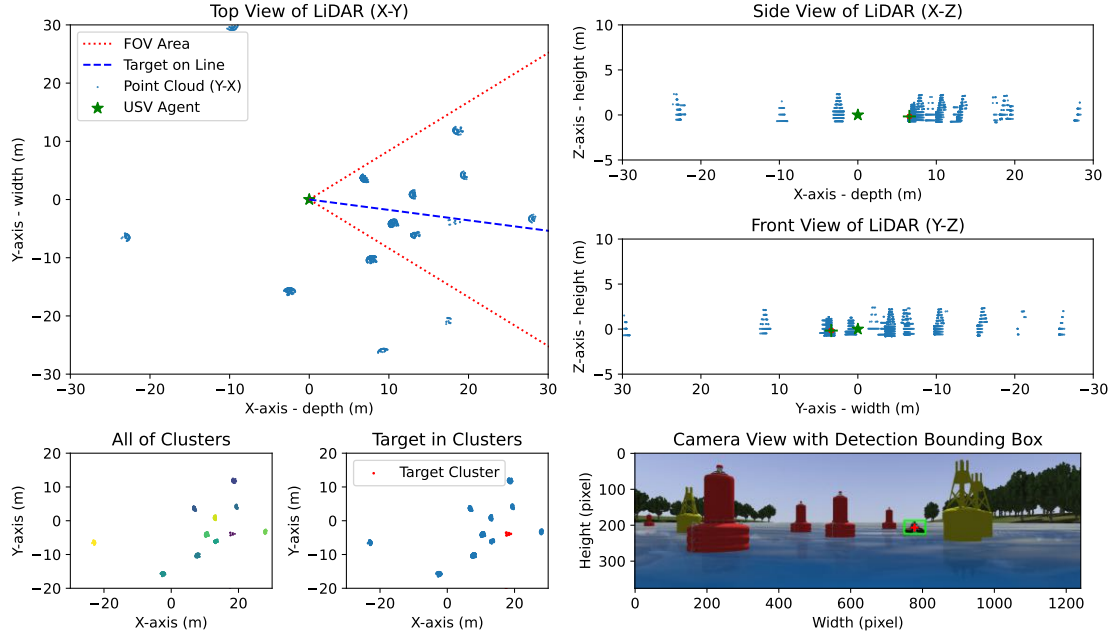 Top View of LiDAR (X-Y)
30
20
10
0
−10
−20
−30
Y-axis - width (m)
FOV Area
Target on Line
Point Cloud (Y-X)
USV Agent
−30
−20
−10
0
10
20
30
X-axis - depth (m)
Side View of LiDAR (X-Z)
10
5
0
−5
Z-axis - height (m)
−30
−20
−10
0
10
20
30
X-axis - depth (m)
Front View of LiDAR (Y-Z)
10
5
0
−5
Z-axis - height (m)
30
20
10
0
−10
−20
−30
Y-axis - width (m)
All of Clusters
20
10
0
−10
−20
Y-axis (m)
−20
0
20
X-axis (m)
Target in Clusters
Target Cluster
20
10
0
−10
−20
Y-axis (m)
−20
0
20
X-axis (m)
Camera View with Detection Bounding Box
0
100
200
300
Height (pixel)
0
200
400
600
800
1000
1200
Width (pixel)